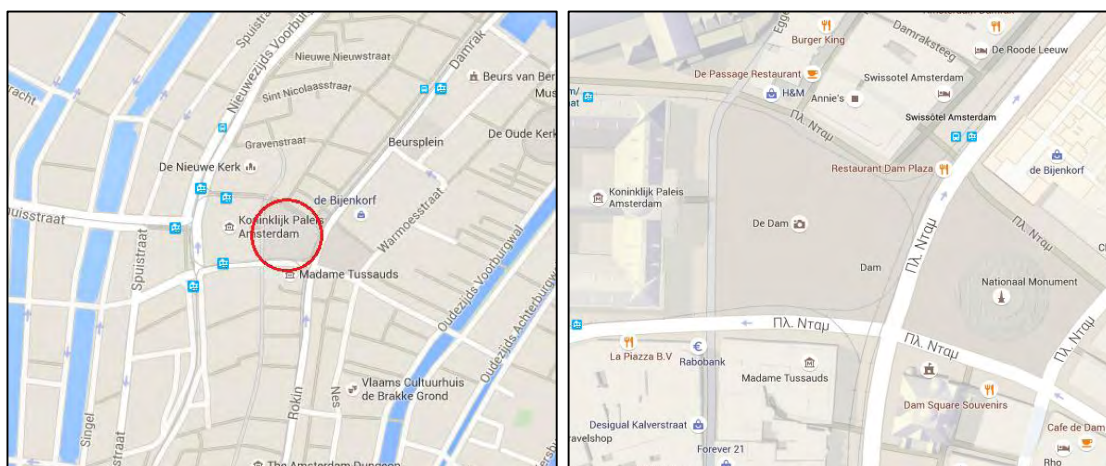 Spuistraat
Nieuwezijds Voorburgwal
Nieuwe Nieuwstraat
Damrak
Beurs van Ber
Mus
Sint Nicolaasstraat
Gravenstraat
Beursplein
De Oude Kerk
De Nieuwe Kerk
de Bijenkorf
Warmoesstraat
Koninklijk Paleis
Amsterdam
Spuistraat
Madame Tussauds
Oudezijds Voorburgwal
Oudezijds Achterburgwal
Vlaams Cultuurhuis
de Brakke Grond
Rokin
Nes
Singel
The Amsterdam Dungeon
Burger King
Damraksteeg
De Roode Leeuw
De Passage Restaurant
Swissotel Amsterdam
H&M
Annie's
Πλ. Νταμ
Swissôtel Amsterdam
de Bijenkorf
Restaurant Dam Plaza
Koninklijk Paleis
Amsterdam
De Dam
Πλ. Νταμ
Πλ. Νταμ
Dam
Nationaal Monument
Πλ. Νταμ
Πλ. Νταμ
La Piazza B.V
€
Rabobank
Madame Tussauds
Dam Square Souvenirs
Desigual Kalverstraat
Cafe de Dam
Forever 21
Rho